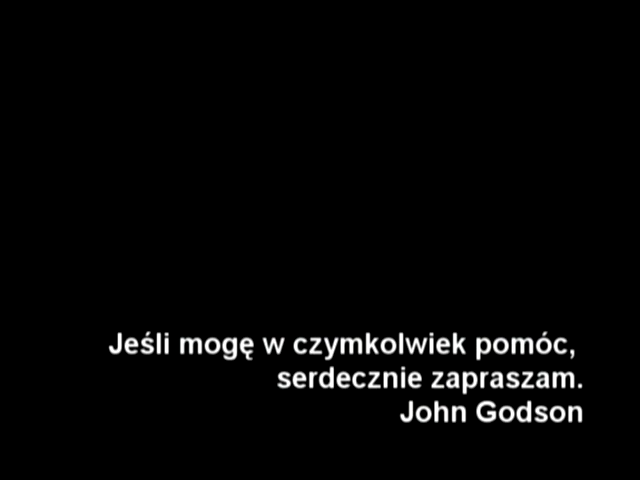 Jeśli mogę w czymkolwiek pomóc,
serdecznie zapraszam.
John Godson